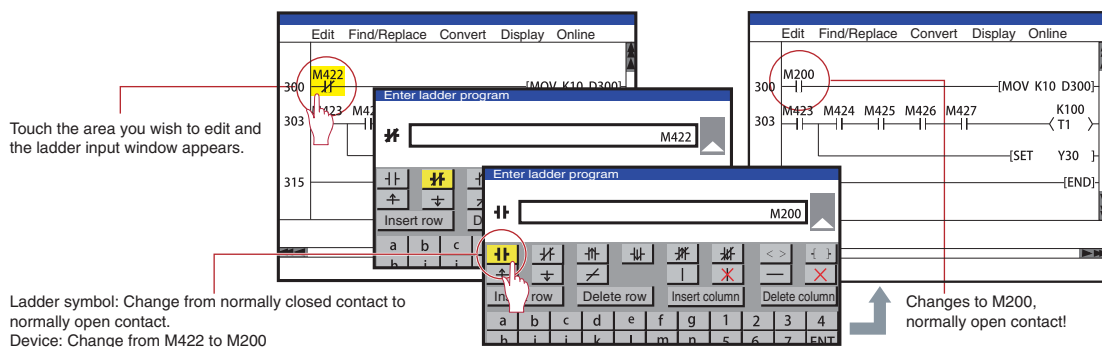 Edit Find/Replace Convert Display Online
M422
300
[MOV K10 D300]
M423
303
315
Touch the area you wish to edit and
the ladder input window appears.
Enter ladder program
M422
Insert row
a b c
h i j
Enter ladder program
M200
< >
{ }
Insert row Delete row Insert column Delete column
a b c d e f g 1 2 3 4
h i j k l m n 5 6 7 ENT
Ladder symbol: Change from normally closed contact to
normally open contact.
Device: Change from M422 to M200
Edit Find/Replace Convert Display Online
M200
300
[MOV K10 D300]
M423 M424 M425 M426 M427 K100
303 T1
[SET Y30 ]
[END]
Changes to M200,
normally open contact!